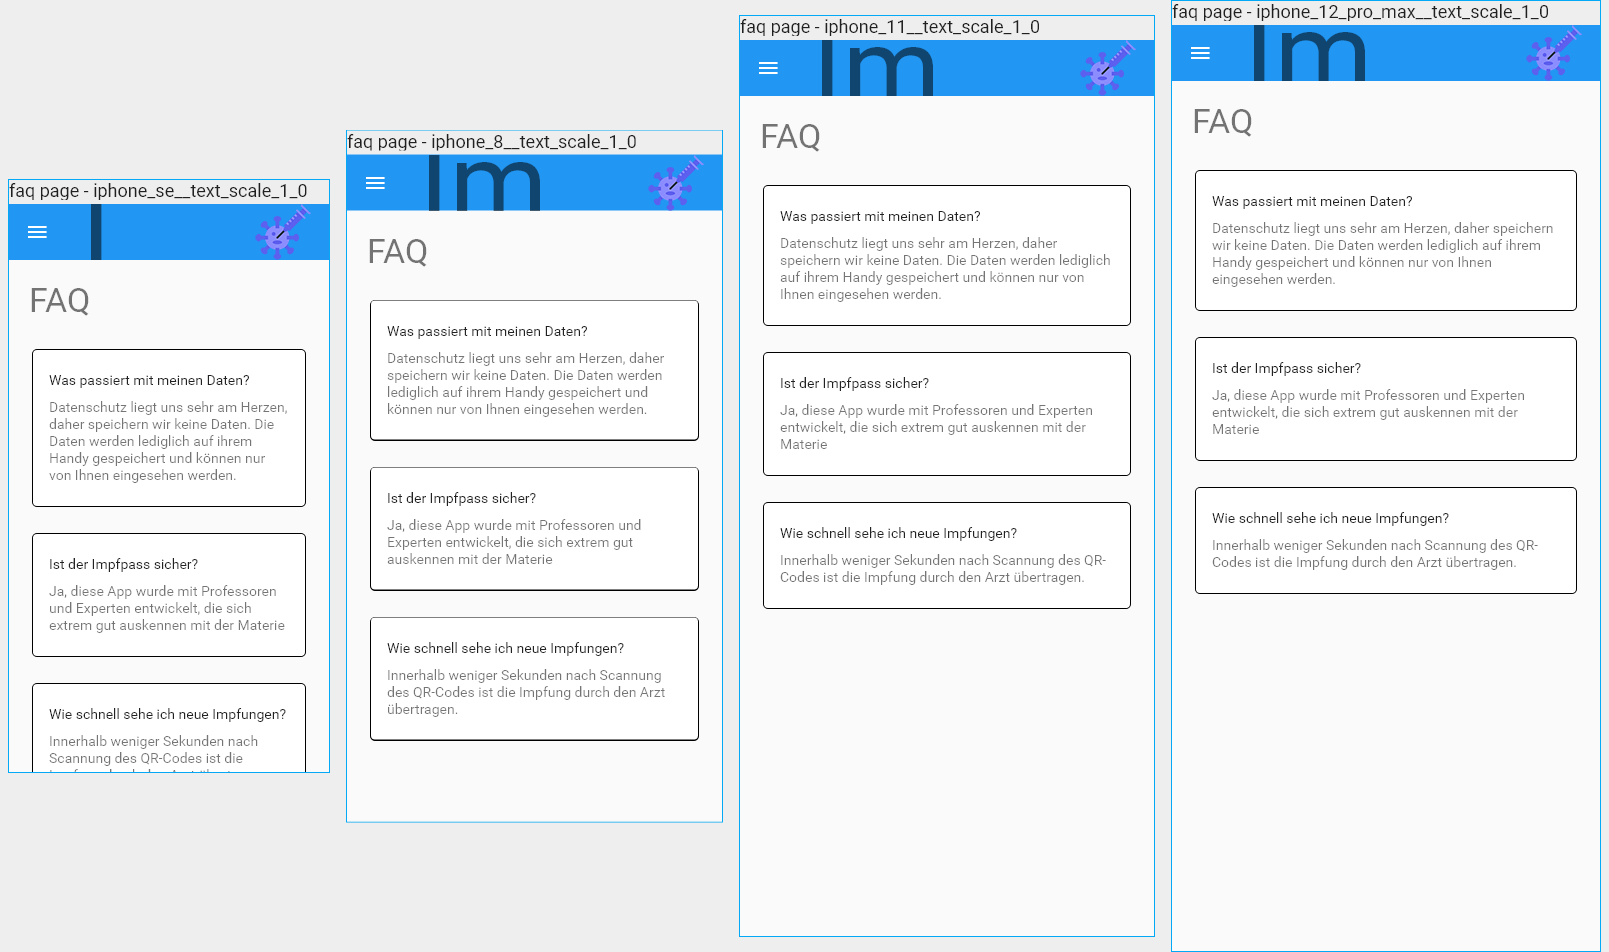 faq page - iphone_se__text_scale_1_0
I
FAQ
Was passiert mit meinen Daten?
Datenschutz liegt uns sehr am Herzen,
daher speichern wir keine Daten. Die
Daten werden lediglich auf ihrem
Handy gespeichert und können nur
von Ihnen eingesehen werden.
Ist der Impfpass sicher?
Ja, diese App wurde mit Professoren
und Experten entwickelt, die sich
extrem gut auskennen mit der Materie
Wie schnell sehe ich neue Impfungen?
Innerhalb weniger Sekunden nach
Scannung des QR-Codes ist die
faq page - iphone_8__text_scale_1_0
Im
FAQ
Was passiert mit meinen Daten?
Datenschutz liegt uns sehr am Herzen, daher
speichern wir keine Daten. Die Daten werden
lediglich auf ihrem Handy gespeichert und
können nur von Ihnen eingesehen werden.
Ist der Impfpass sicher?
Ja, diese App wurde mit Professoren und
Experten entwickelt, die sich extrem gut
auskennen mit der Materie
Wie schnell sehe ich neue Impfungen?
Innerhalb weniger Sekunden nach Scannung
des QR-Codes ist die Impfung durch den Arzt
übertragen.
faq page - iphone_11__text_scale_1_0
Im
FAQ
Was passiert mit meinen Daten?
Datenschutz liegt uns sehr am Herzen, daher
speichern wir keine Daten. Die Daten werden lediglich
auf ihrem Handy gespeichert und können nur von
Ihnen eingesehen werden.
Ist der Impfpass sicher?
Ja, diese App wurde mit Professoren und Experten
entwickelt, die sich extrem gut auskennen mit der
Materie
Wie schnell sehe ich neue Impfungen?
Innerhalb weniger Sekunden nach Scannung des QR-
Codes ist die Impfung durch den Arzt übertragen.
faq page - iphone_12_pro_max__text_scale_1_0
Im
FAQ
Was passiert mit meinen Daten?
Datenschutz liegt uns sehr am Herzen, daher speichern
wir keine Daten. Die Daten werden lediglich auf ihrem
Handy gespeichert und können nur von Ihnen
eingesehen werden.
Ist der Impfpass sicher?
Ja, diese App wurde mit Professoren und Experten
entwickelt, die sich extrem gut auskennen mit der
Materie
Wie schnell sehe ich neue Impfungen?
Innerhalb weniger Sekunden nach Scannung des QR-
Codes ist die Impfung durch den Arzt übertragen.